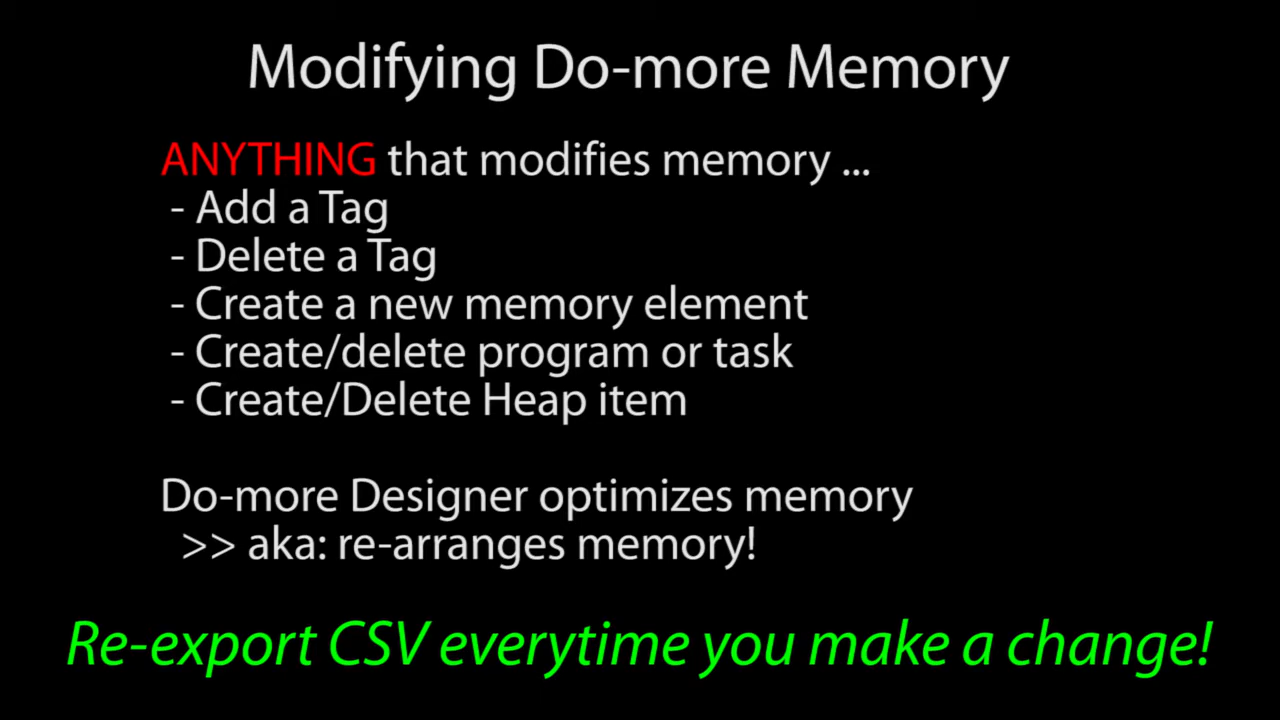 Modifying Do-more Memory
ANYTHING that modifies memory ...
- Add a Tag
- Delete a Tag
- Create a new memory element
- Create/delete program or task
- Create/Delete Heap item
Do-more Designer optimizes memory
>> aka: re-arranges memory!
Re-export CSV everytime you make a change!